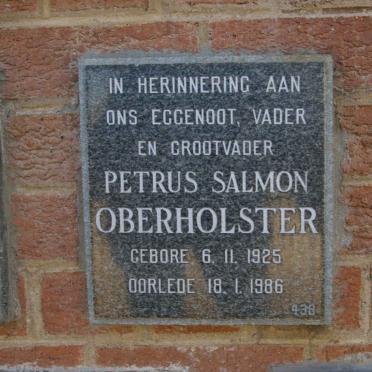 IN HERINNERING AAN
ONS EGGENOOT, VADER
EN GROOTVADER
PETRUS SALMON
OBERHOLSTER
GEBORE 6. 11. 1925
OORLEDE 18. 1. 1986
438